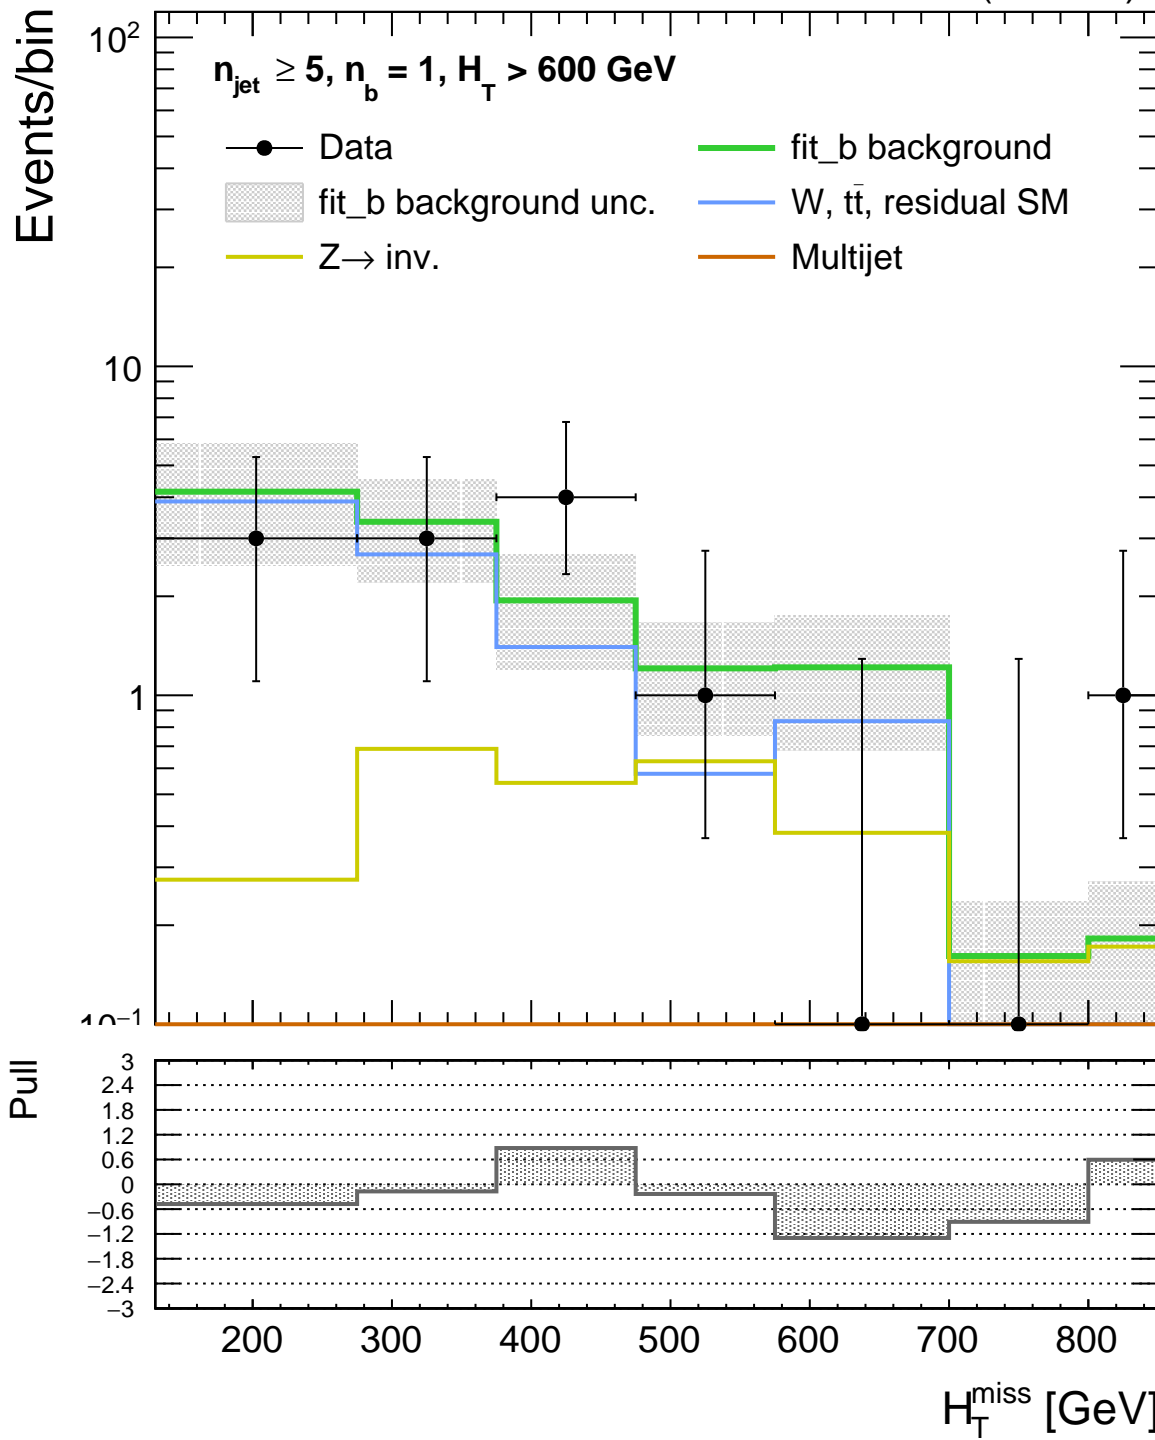 Events/bin
10²
n_jet ≥ 5, n_b = 1, H_T > 600 GeV
Data
fit_b background
fit_b background unc.
W, tt̄, residual SM
Z→ inv.
Multijet
10
1
10⁻¹
Pull
3
2.4
1.8
1.2
0.6
0
−0.6
−1.2
−1.8
−2.4
−3
200 300 400 500 600 700 800
H_T^miss [GeV]